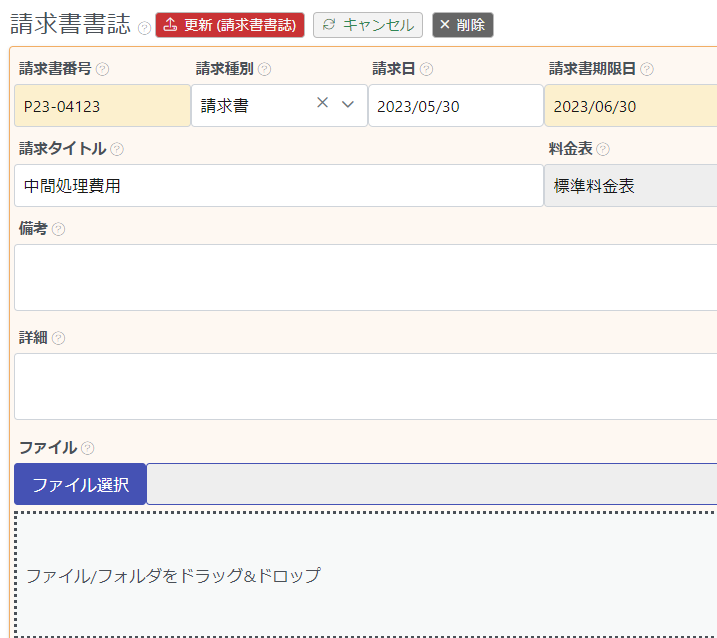 請求書書誌 更新 (請求書書誌) キャンセル × 削除
請求書番号 請求種別 請求日 請求書期限日
P23-04123 請求書 2023/05/30 2023/06/30
請求タイトル 料金表
中間処理費用 標準料金表
備考
詳細
ファイル
ファイル選択
ファイル/フォルダをドラッグ&ドロップ